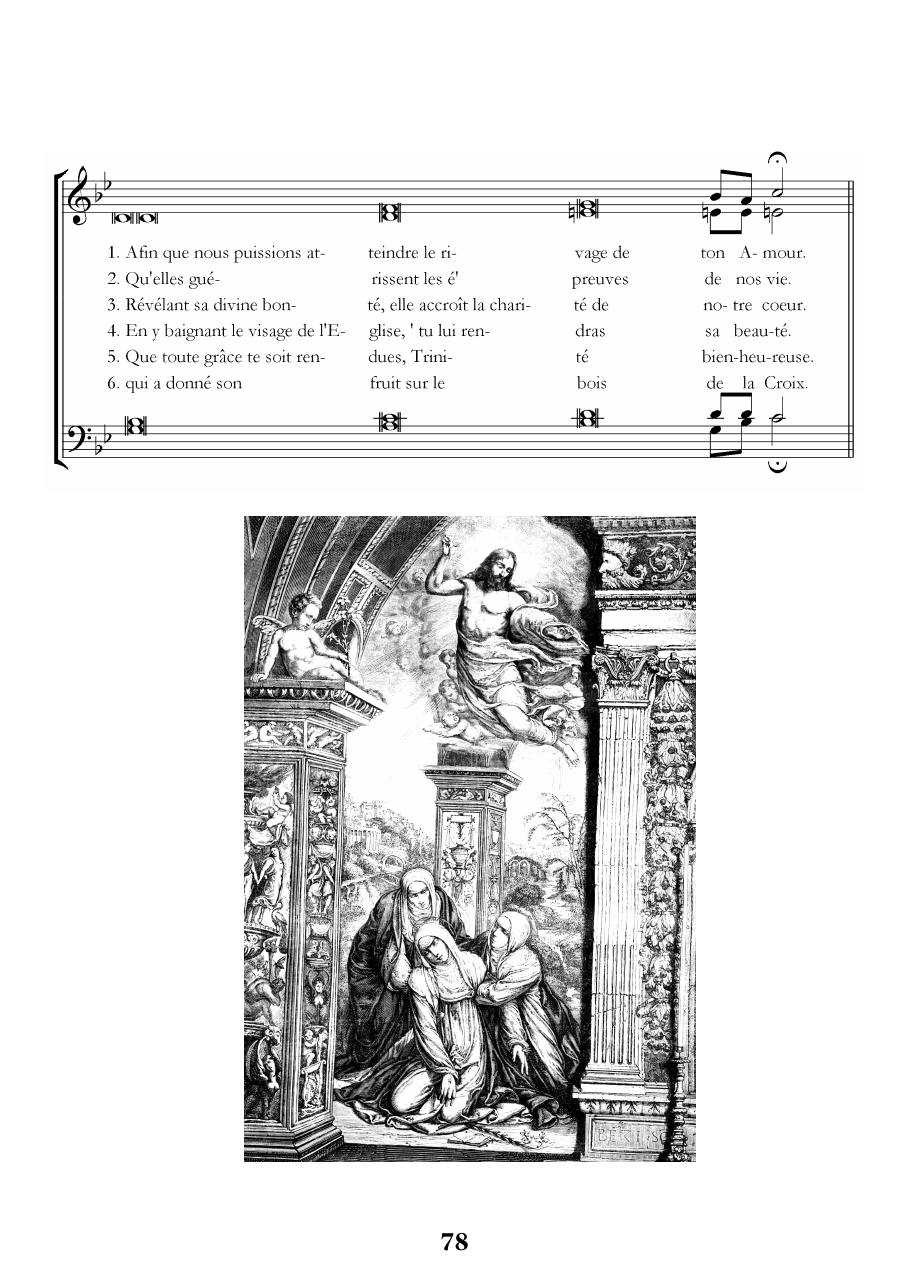 1. Afin que nous puissions at- teindre le ri- vage de ton A- mour.
2. Qu'elles gué- rissent les é' preuves de nos vie.
3. Révélant sa divine bon- té, elle accroît la chari- té de no- tre coeur.
4. En y baignant le visage de l'E- glise, ' tu lui ren- dras sa beau-té.
5. Que toute grâce te soit ren- dues, Trini- té bien-heu-reuse.
6. qui a donné son fruit sur le bois de la Croix.
78